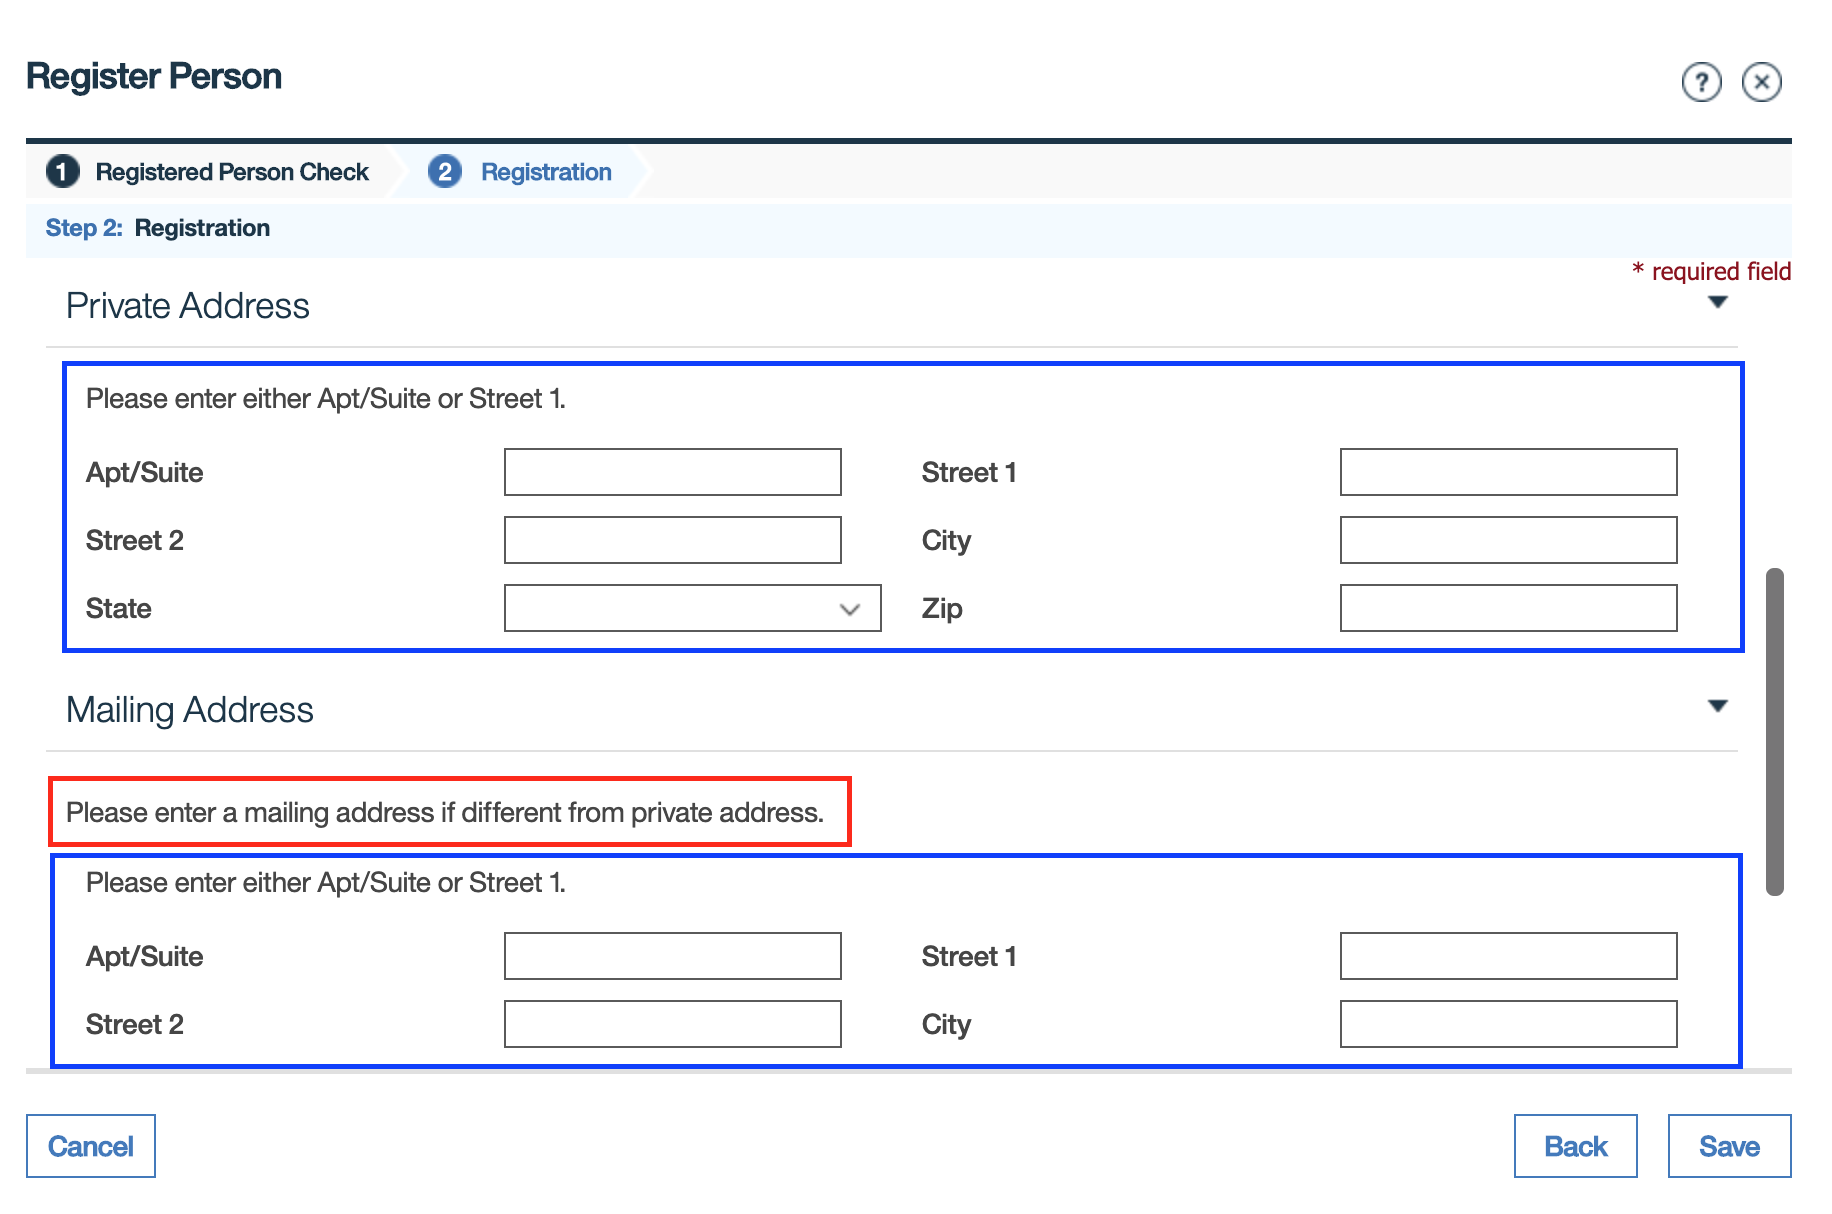 Register Person
?
1 Registered Person Check 2 Registration
Step 2: Registration
* required field
Private Address
Please enter either Apt/Suite or Street 1.
Apt/Suite Street 1
Street 2 City
State Zip
Mailing Address
Please enter a mailing address if different from private address.
Please enter either Apt/Suite or Street 1.
Apt/Suite Street 1
Street 2 City
Cancel Back Save